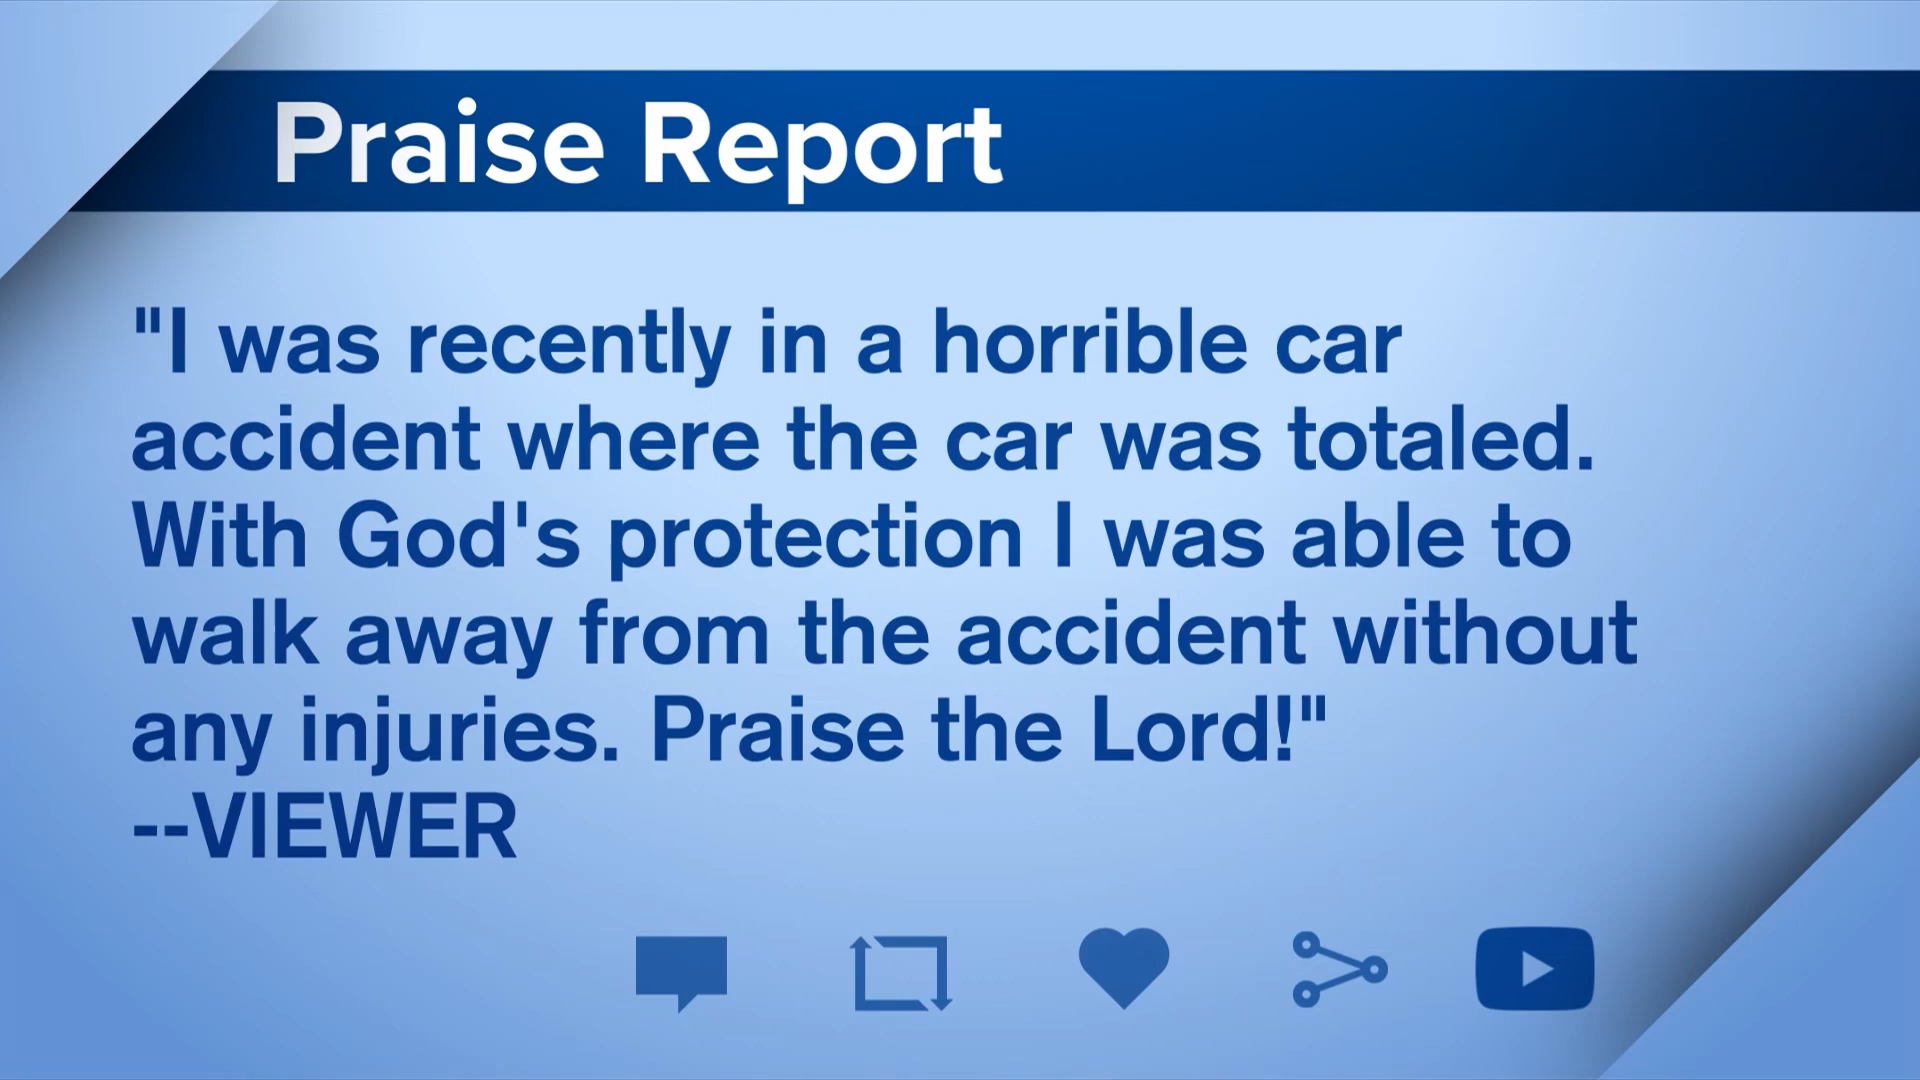 Praise Report
"I was recently in a horrible car
accident where the car was totaled.
With God's protection I was able to
walk away from the accident without
any injuries. Praise the Lord!"
--VIEWER